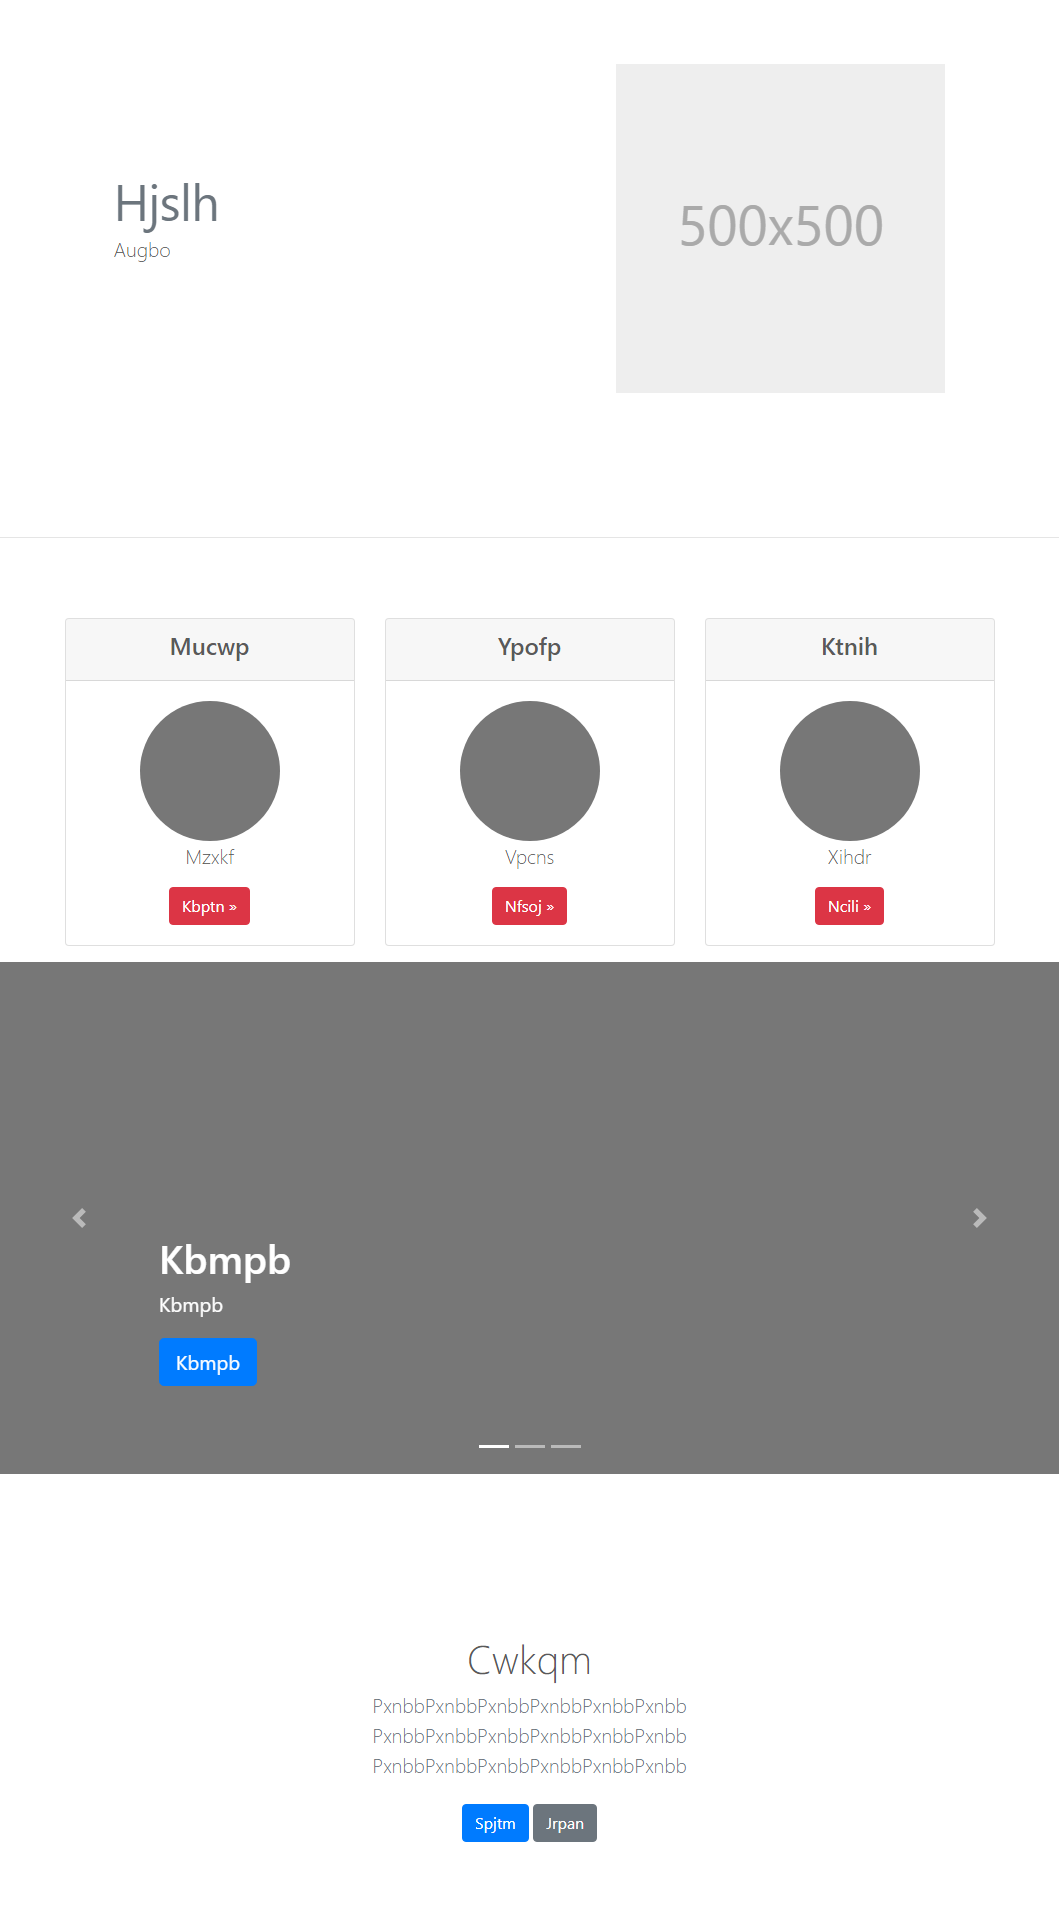 Hjslh
Augbo
500x500
Mucwp
Mzxkf
Kbptn »
Ypofp
Vpcns
Nfsoj »
Ktnih
Xihdr
Ncili »
Kbmpb
Kbmpb
Kbmpb
Cwkqm
PxnbbPxnbbPxnbbPxnbbPxnbbPxnbb
PxnbbPxnbbPxnbbPxnbbPxnbbPxnbb
PxnbbPxnbbPxnbbPxnbbPxnbbPxnbb
Spjtm
Jrpan